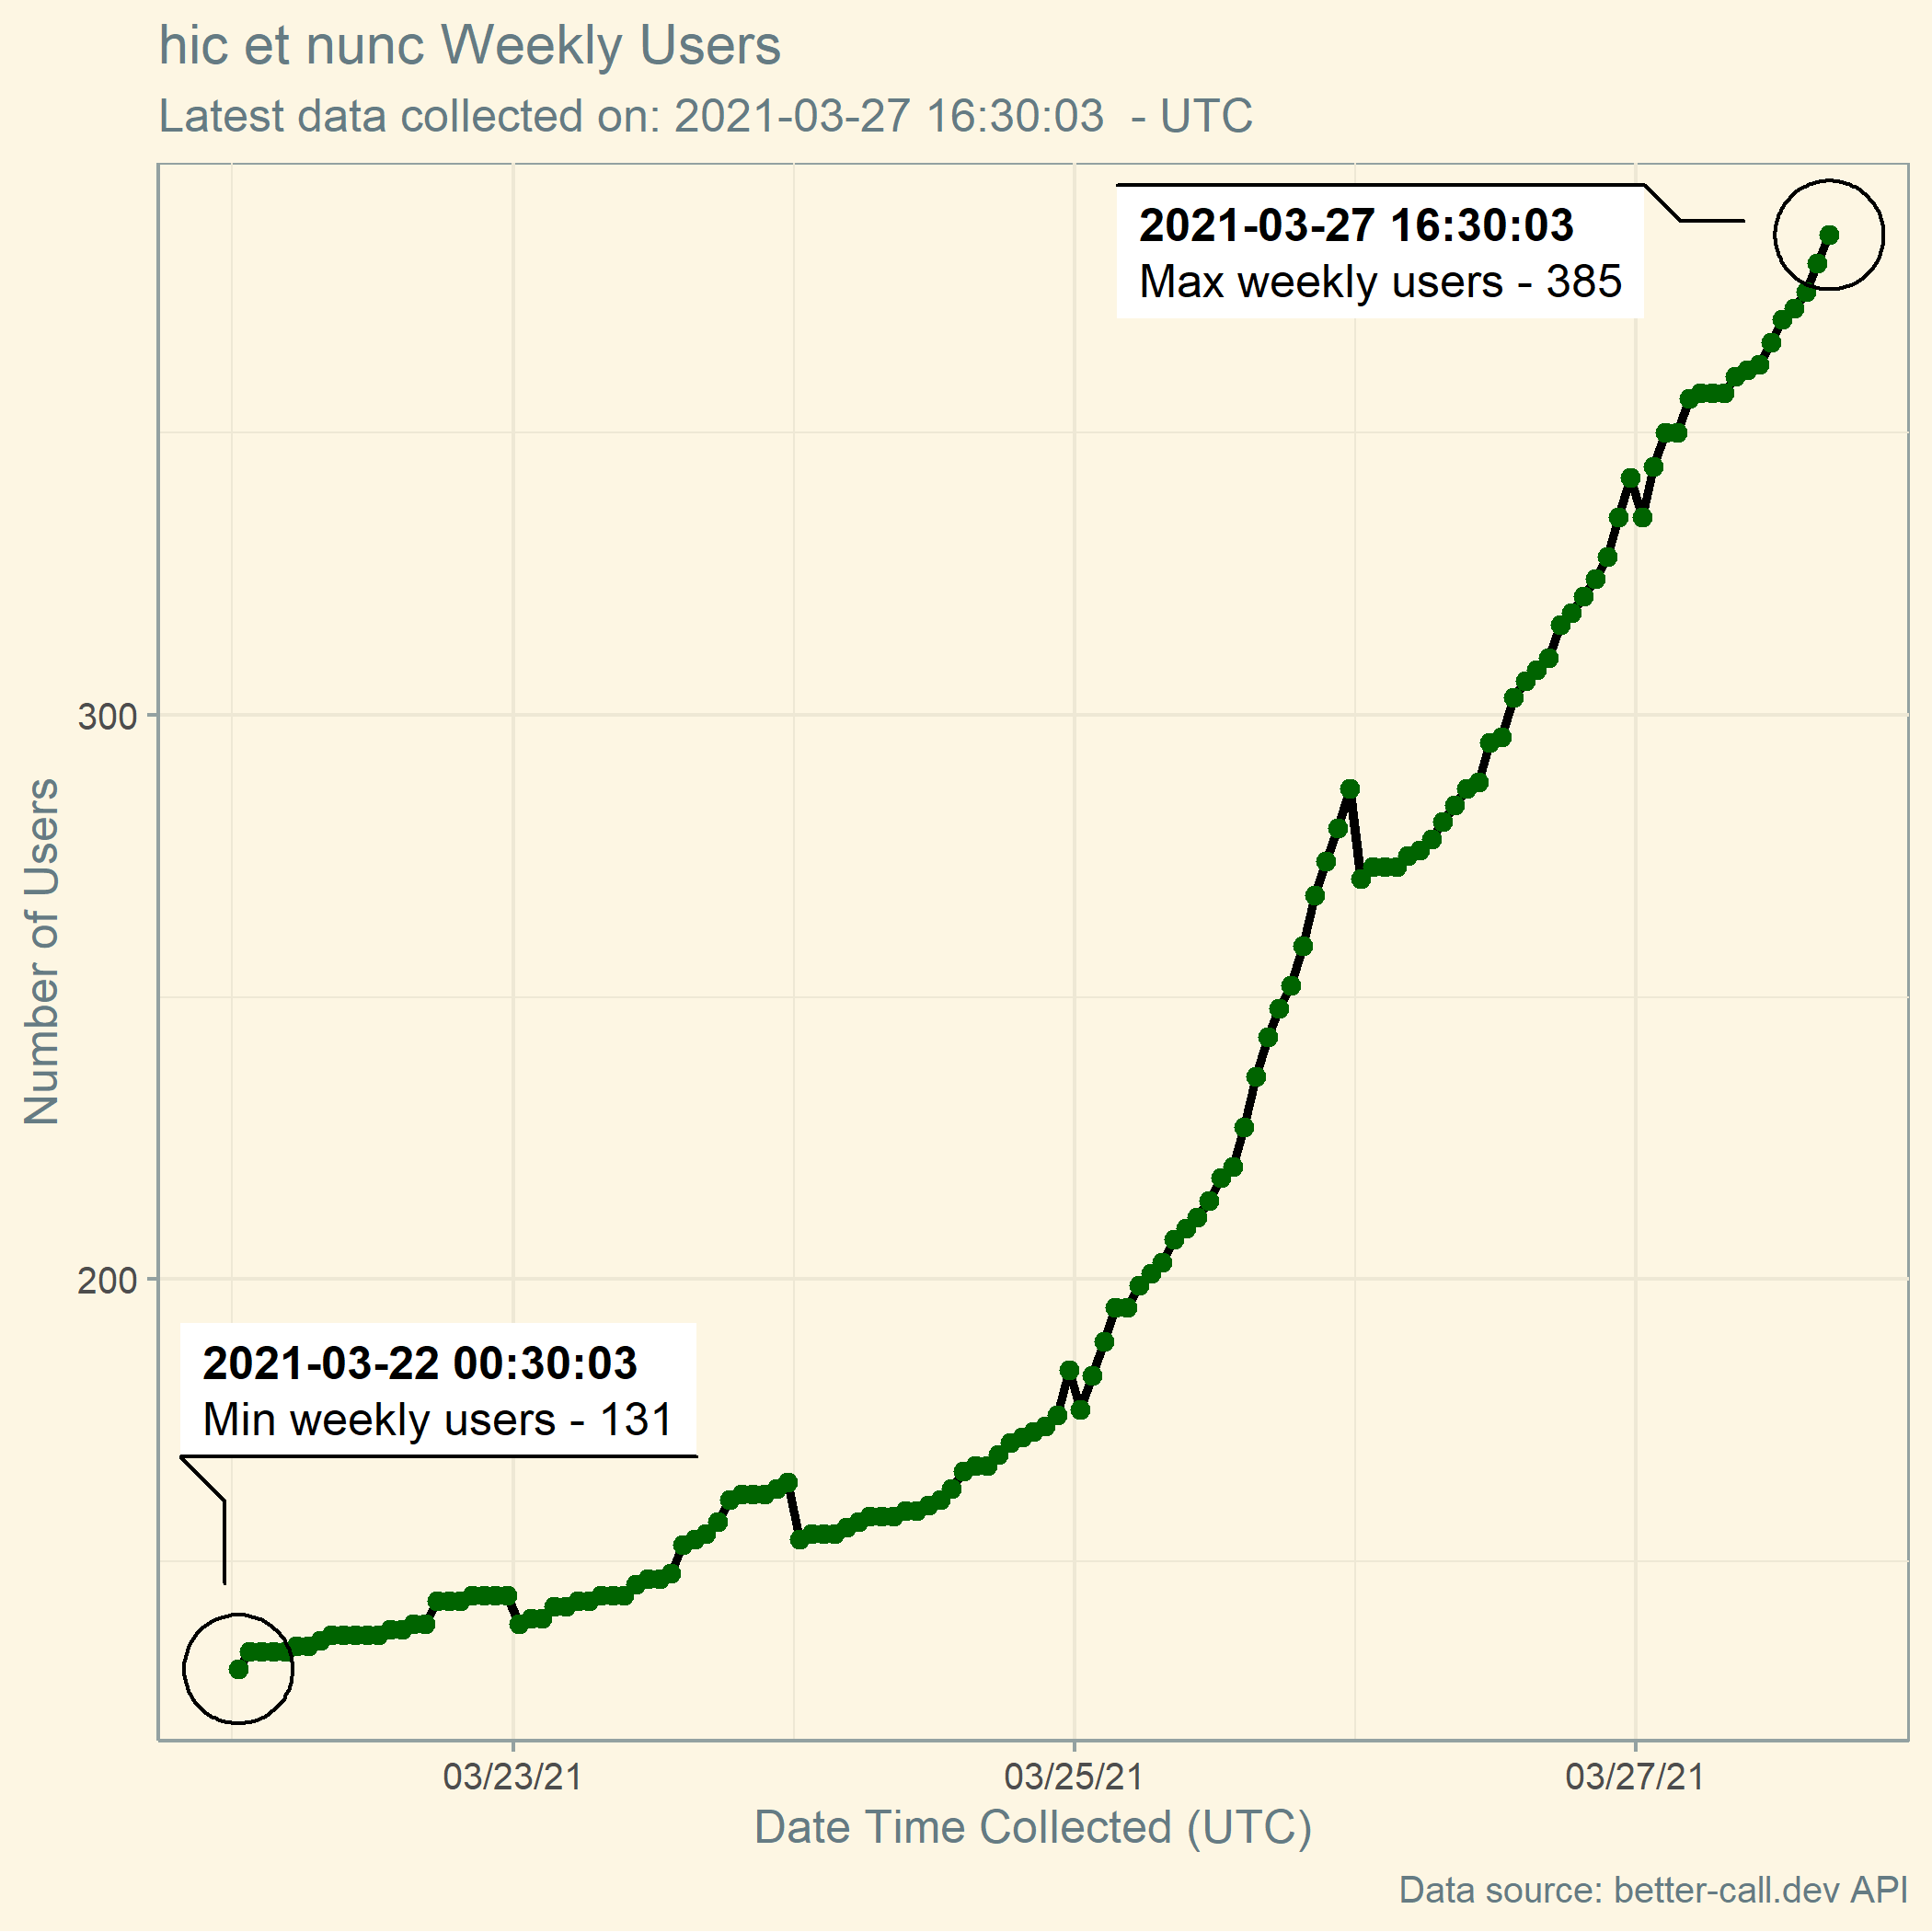 hic et nunc Weekly Users
Latest data collected on: 2021-03-27 16:30:03  - UTC
2021-03-27 16:30:03
Max weekly users - 385
300
Number of Users
200
2021-03-22 00:30:03
Min weekly users - 131
03/23/21 03/25/21 03/27/21
Date Time Collected (UTC)
Data source: better-call.dev API